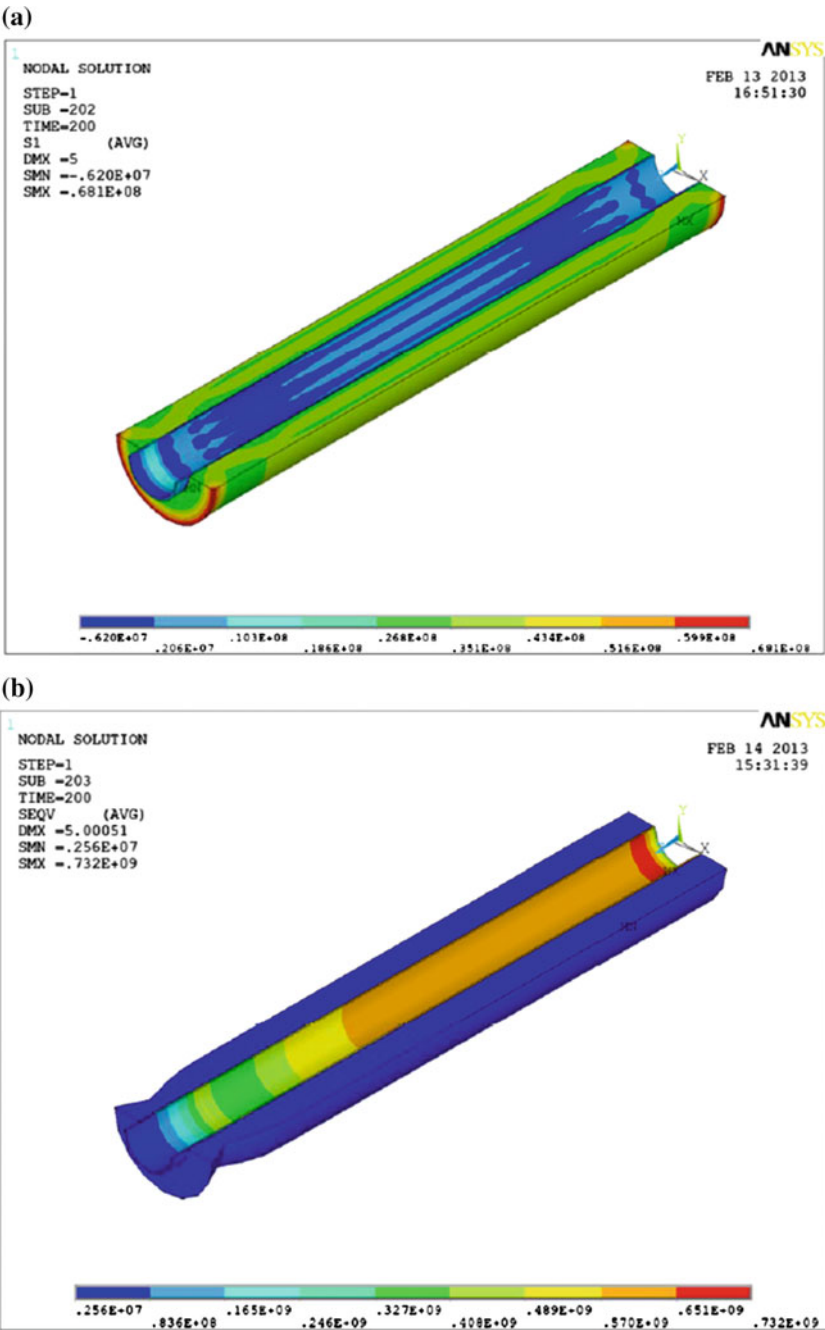 (a)
1
ANSYS
NODAL SOLUTION
FEB 13 2013
16:51:30
STEP=1
SUB =202
TIME=200
S1 (AVG)
DMX =5
SMN =-.620E+07
SMX =.681E+08
Y
X
MX
-.620E+07
.206E+07
.103E+08
.186E+08
.268E+08
.351E+08
.434E+08
.516E+08
.599E+08
.681E+08
(b)
1
ANSYS
NODAL SOLUTION
FEB 14 2013
15:31:39
STEP=1
SUB =203
TIME=200
SEQV (AVG)
DMX =5.00051
SMN =.256E+07
SMX =.732E+09
Y
X
MN
.256E+07
.836E+08
.165E+09
.246E+09
.327E+09
.408E+09
.489E+09
.570E+09
.651E+09
.732E+09